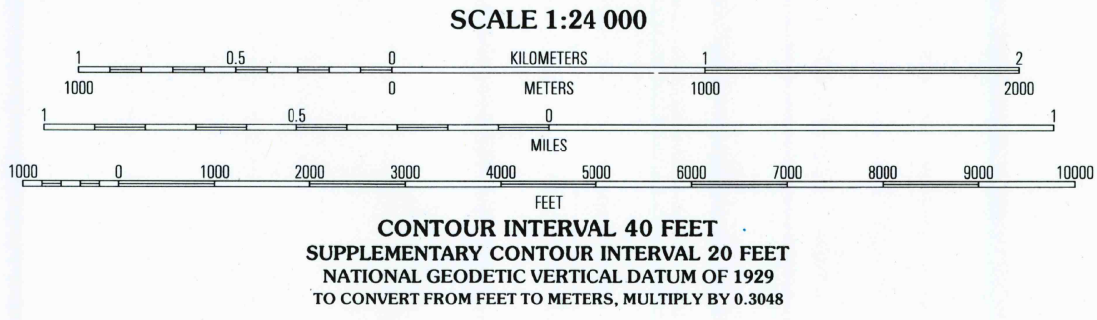 SCALE 1:24 000
1 0.5 0 KILOMETERS 1 2
1000 0 METERS 1000 2000
1 0.5 0 1
MILES
1000 0 1000 2000 3000 4000 5000 6000 7000 8000 9000 10000
FEET
CONTOUR INTERVAL 40 FEET
SUPPLEMENTARY CONTOUR INTERVAL 20 FEET
NATIONAL GEODETIC VERTICAL DATUM OF 1929
TO CONVERT FROM FEET TO METERS, MULTIPLY BY 0.3048